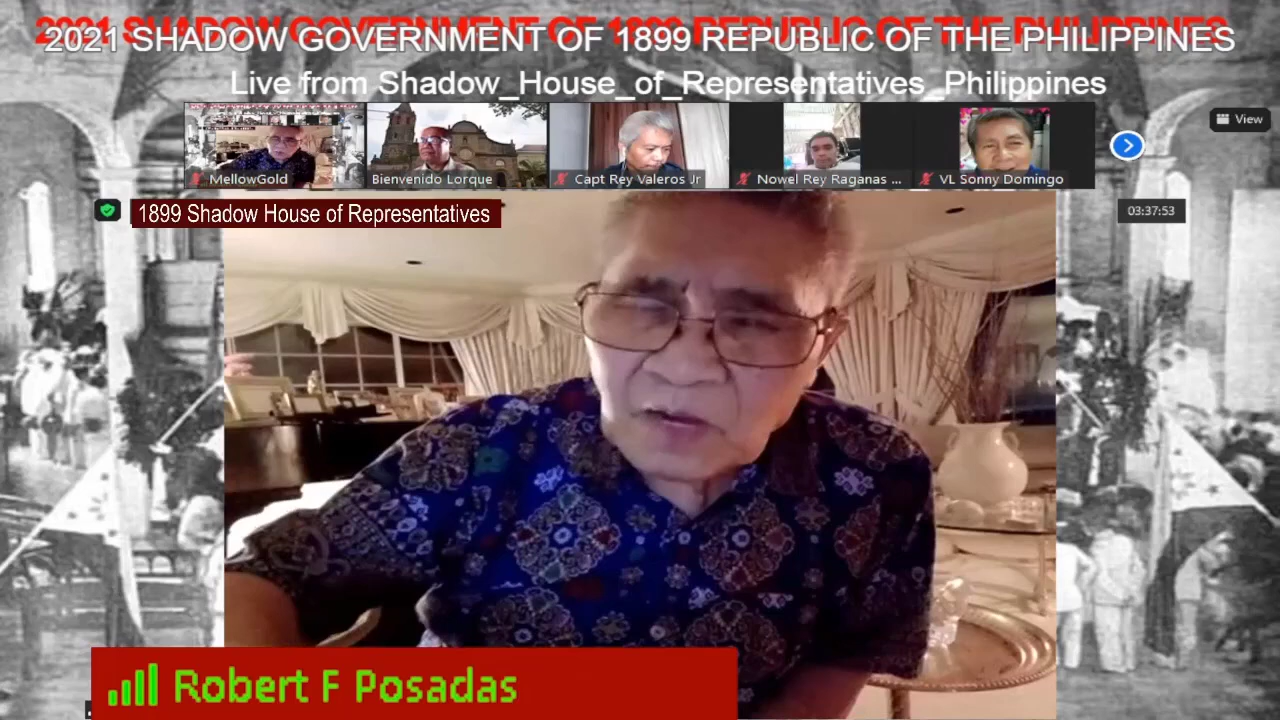 2021 SHADOW GOVERNMENT OF 1899 REPUBLIC OF THE PHILIPPINES
Live from Shadow_House_of_Representatives_Philippines
View
MellowGold
Bienvenido Lorque
Capt Rey Valeros Jr
Nowel Rey Raganas ...
VL Sonny Domingo
1899 Shadow House of Representatives
03:37:53
Robert F Posadas